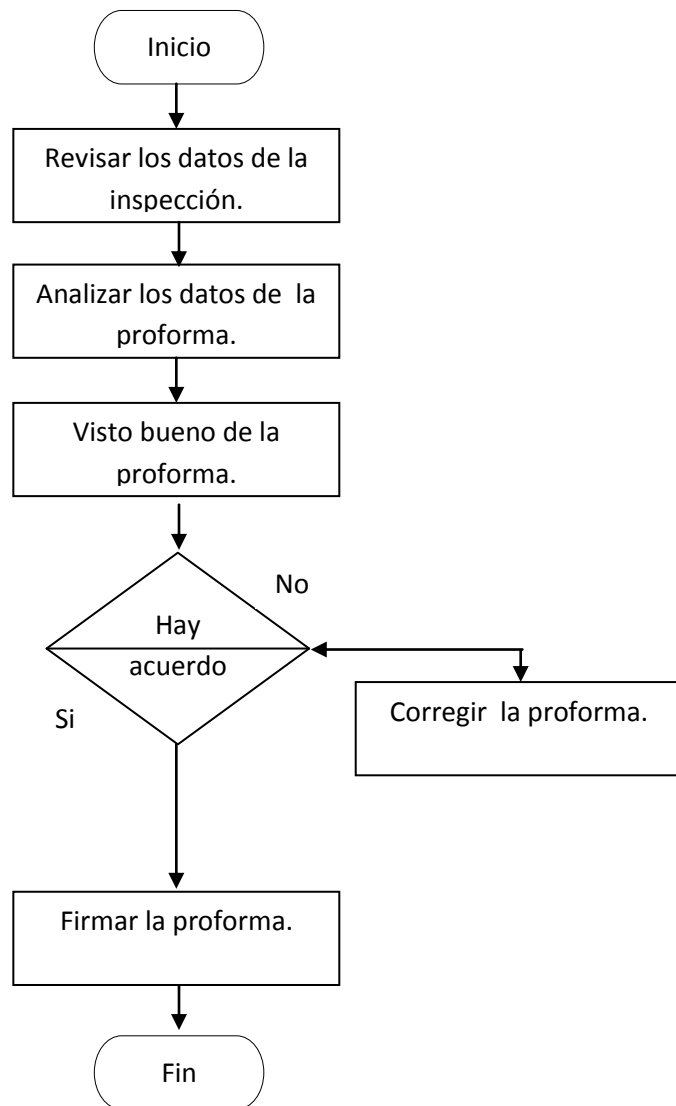 Inicio
Revisar los datos de la
inspección.
Analizar los datos de  la
proforma.
Visto bueno de la
proforma.
No
Hay
acuerdo
Si
Corregir  la proforma.
Firmar la proforma.
Fin